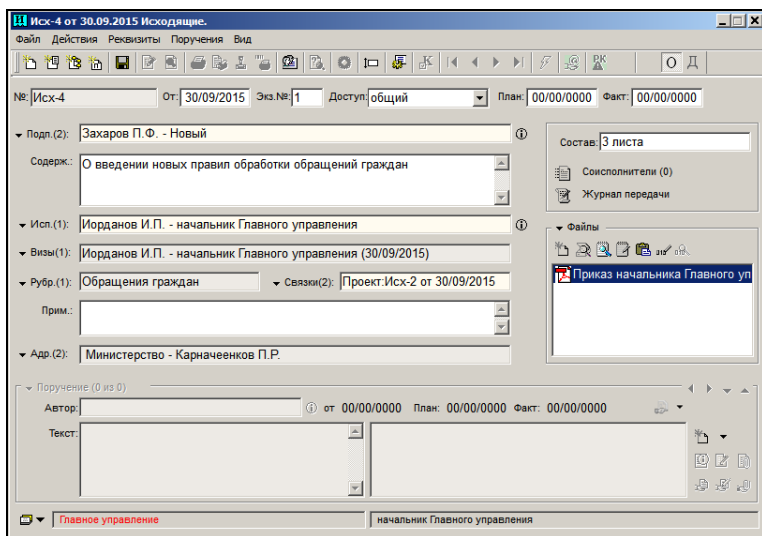 Исх-4 от 30.09.2015 Исходящие.
Файл Действия Реквизиты Поручения Вид
О Д
№: Исх-4 От: 30/09/2015 Экз.№: 1 Доступ: общий План: 00/00/0000 Факт: 00/00/0000
Подп.(2): Захаров П.Ф. - Новый
Состав: 3 листа
Содерж.: О введении новых правил обработки обращений граждан
Соисполнители (0)
Журнал передачи
Исп.(1): Иорданов И.П. - начальник Главного управления
Файлы
Визы(1): Иорданов И.П. - начальник Главного управления (30/09/2015)
Рубр.(1): Обращения граждан Связки(2): Проект:Исх-2 от 30/09/2015
Приказ начальника Главного уп
Прим.:
Адр.(2): Министерство - Карначеенков П.Р.
Поручение (0 из 0)
Автор: от 00/00/0000 План: 00/00/0000 Факт: 00/00/0000
Текст:
Главное управление начальник Главного управления